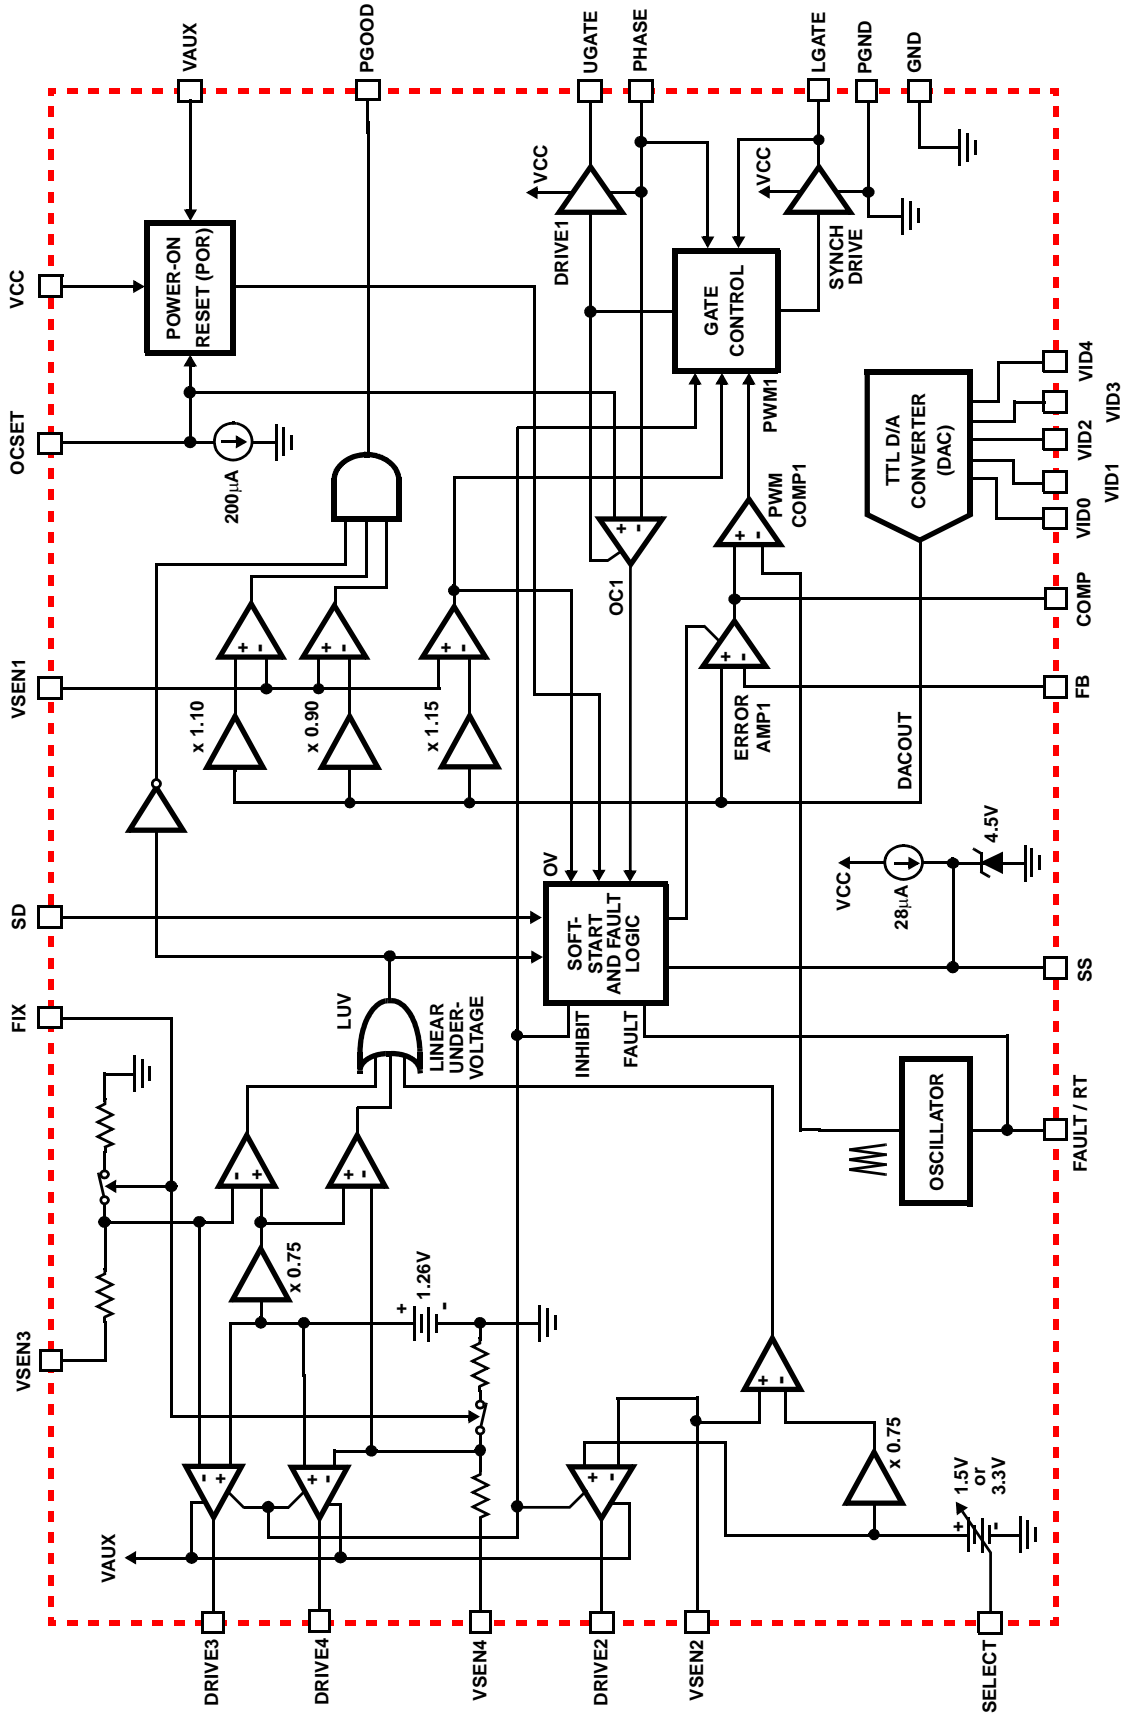 VSEN3
FIX
SD
VSEN1
OCSET
VCC
VAUX
PGOOD
UGATE
PHASE
LGATE
PGND
GND
POWER-ON
RESET (POR)
200μA
x 1.10
x 0.90
x 1.15
+
-
+
-
+
-
LUV
LINEAR
UNDER-
VOLTAGE
x 0.75
-
+
+
-
1.26V
+
-
VAUX
-
+
+
-
+
-
+
-
x 0.75
1.5V
or
3.3V
+
-
INHIBIT
FAULT
OV
SOFT-
START
AND FAULT
LOGIC
OC1
+
-
DRIVE1
VCC
GATE
CONTROL
PWM1
SYNCH
DRIVE
VCC
PWM
COMP1
+
-
ERROR
AMP1
+
-
TTL D/A
CONVERTER
(DAC)
DACOUT
VCC
28μA
4.5V
OSCILLATOR
DRIVE3
DRIVE4
VSEN4
DRIVE2
VSEN2
SELECT
FAULT / RT
SS
FB
COMP
VID0
VID1
VID2
VID3
VID4